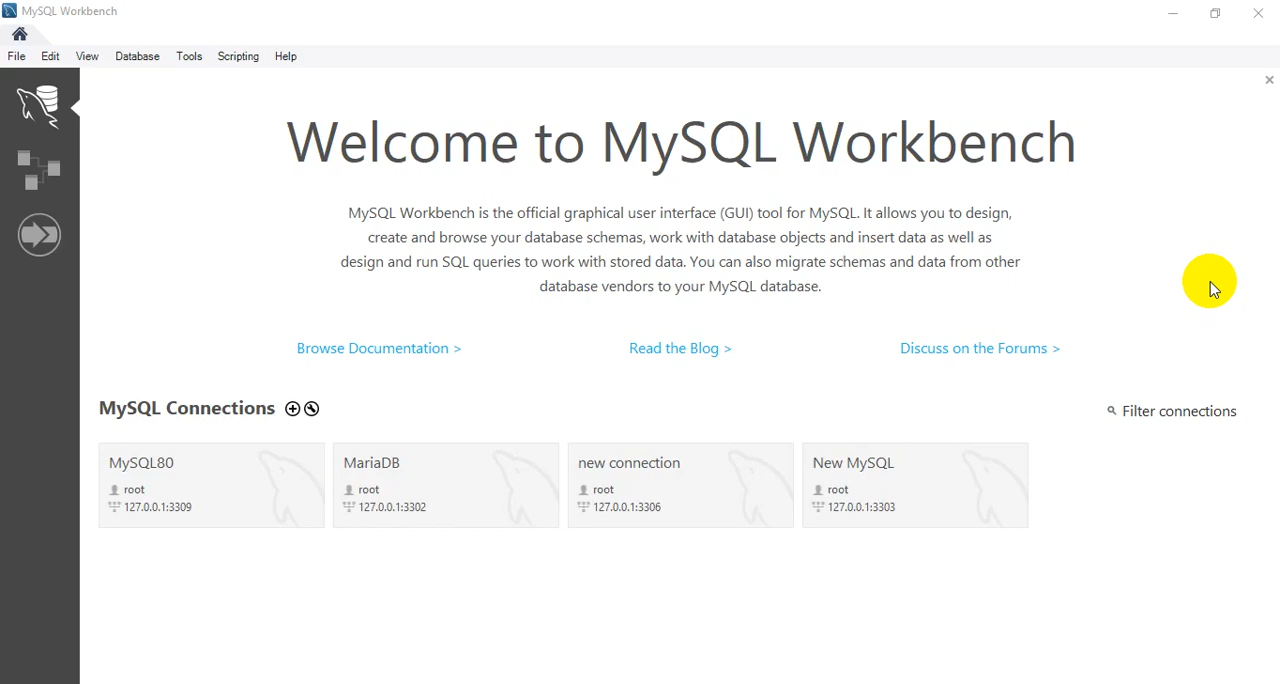 MySQL Workbench
File Edit View Database Tools Scripting Help
Welcome to MySQL Workbench
MySQL Workbench is the official graphical user interface (GUI) tool for MySQL. It allows you to design,
create and browse your database schemas, work with database objects and insert data as well as
design and run SQL queries to work with stored data. You can also migrate schemas and data from other
database vendors to your MySQL database.
Browse Documentation > Read the Blog > Discuss on the Forums >
MySQL Connections Filter connections
MySQL80
root
127.0.0.1:3309
MariaDB
root
127.0.0.1:3302
new connection
root
127.0.0.1:3306
New MySQL
root
127.0.0.1:3303